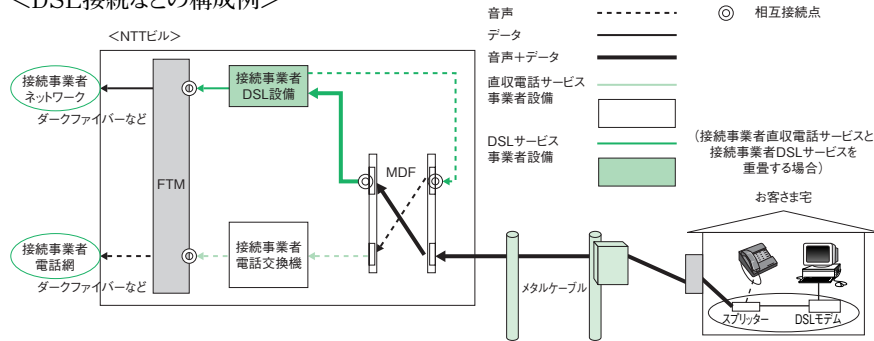 <DSL接続などの構成例>
<NTTビル>
接続事業者
ネットワーク
ダークファイバーなど
FTM
接続事業者
DSL設備
MDF
接続事業者
電話網
ダークファイバーなど
接続事業者
電話交換機
メタルケーブル
音声
データ
音声+データ
直収電話サービス
事業者設備
DSLサービス
事業者設備
相互接続点
(接続事業者直収電話サービスと
接続事業者DSLサービスを
重畳する場合)
お客さま宅
スプリッター
DSLモデム